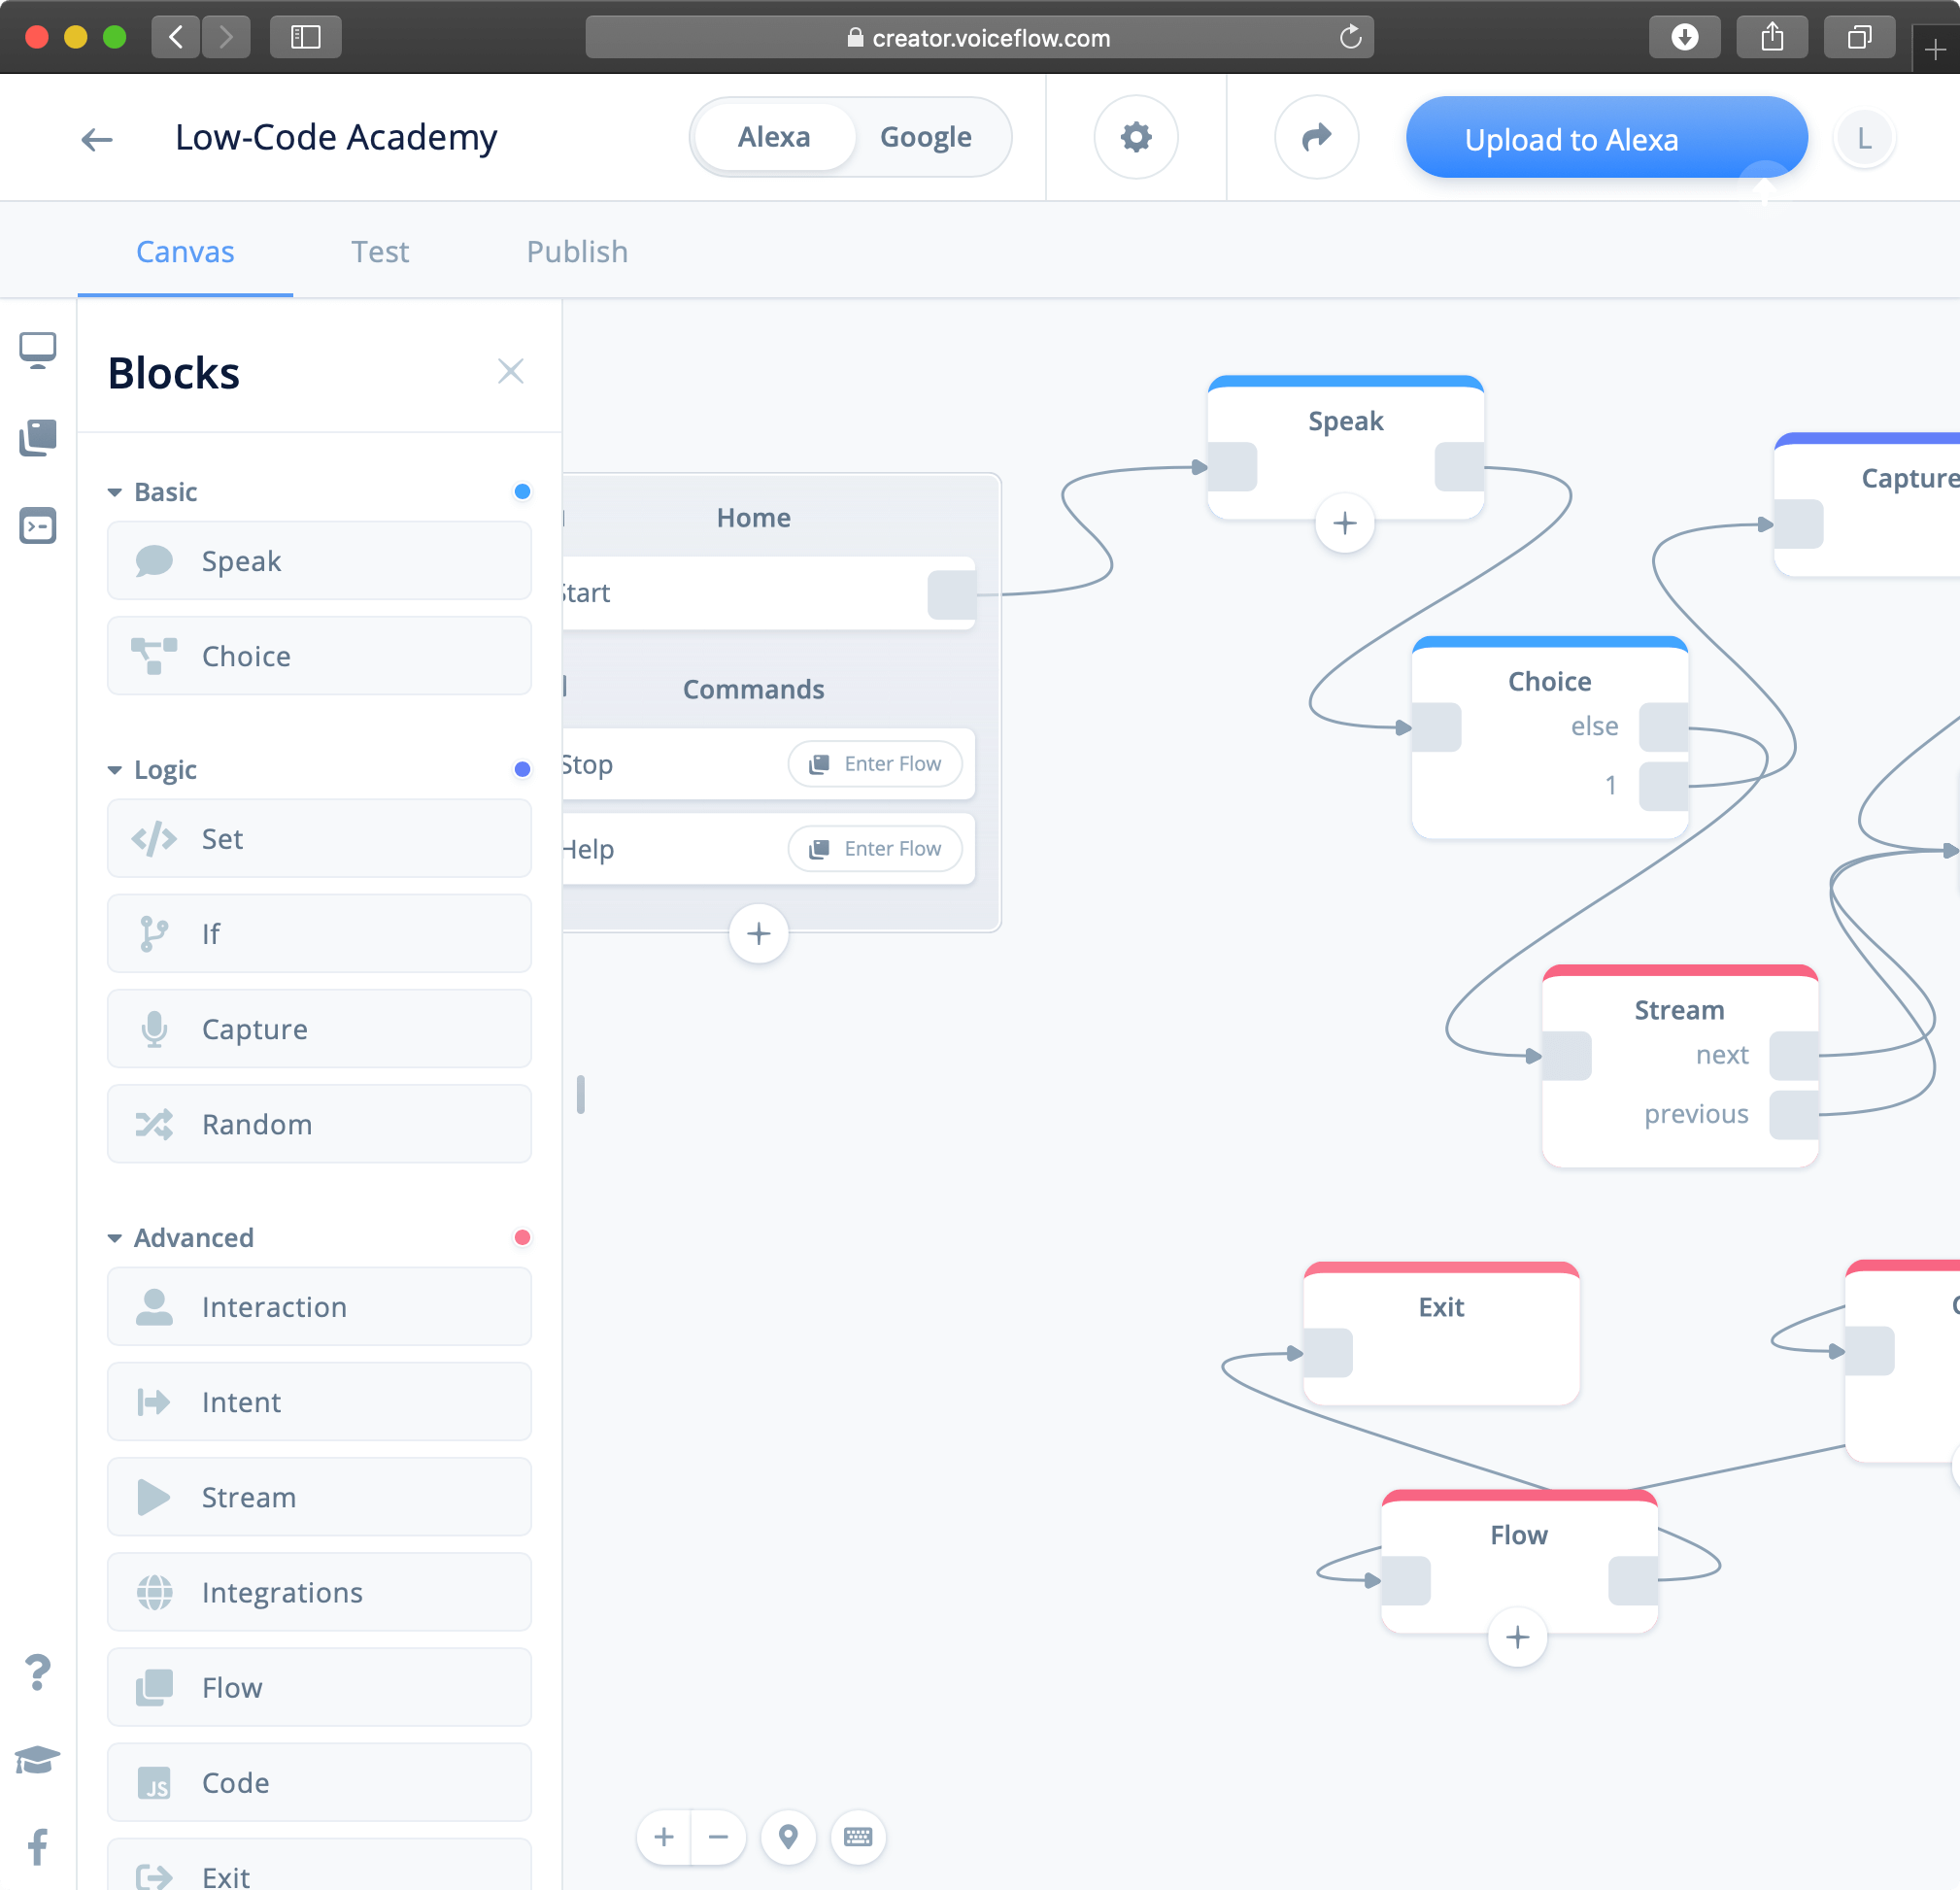 creator.voiceflow.com
Low-Code Academy
Alexa
Google
Upload to Alexa
L
Canvas
Test
Publish
Blocks
Basic
Speak
Choice
Logic
Set
If
Capture
Random
Advanced
Interaction
Intent
Stream
Integrations
Flow
JS
Code
Exit
Home
Start
Commands
Stop
Enter Flow
Help
Enter Flow
Speak
Capture
Choice
else
1
Stream
next
previous
Exit
Flow